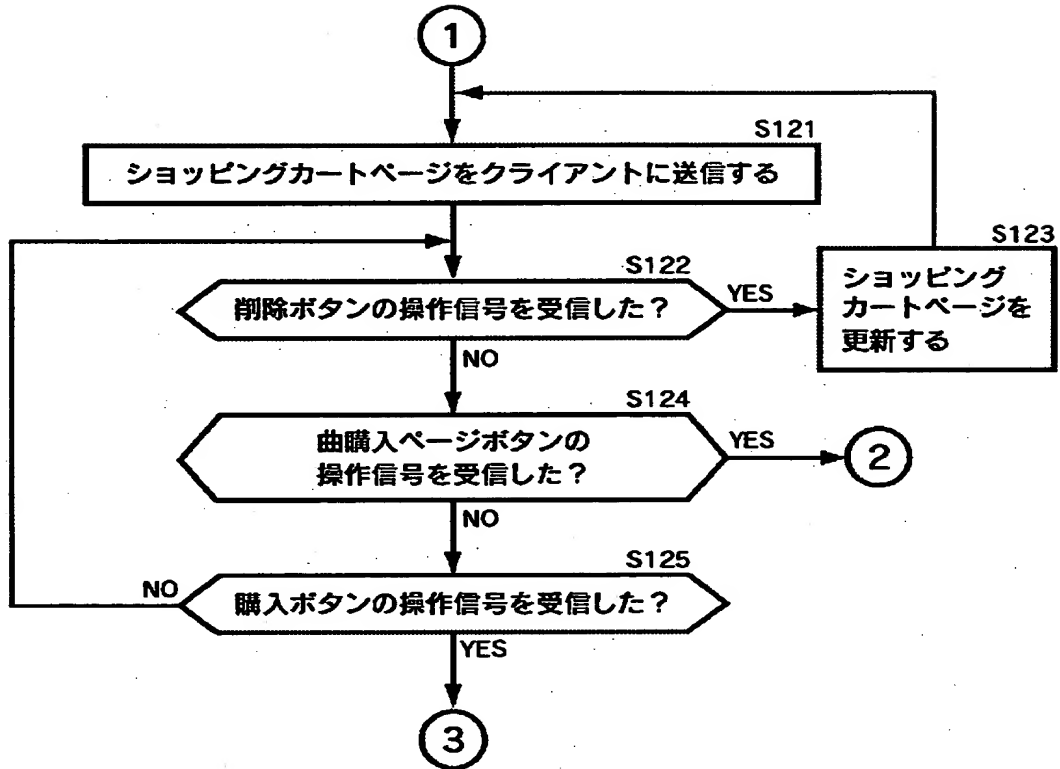 1
S121
ショッピングカートページをクライアントに送信する
S122
削除ボタンの操作信号を受信した？
YES
S123
ショッピング
カートページを
更新する
NO
S124
曲購入ページボタンの
操作信号を受信した？
YES
2
NO
S125
購入ボタンの操作信号を受信した？
NO
YES
3